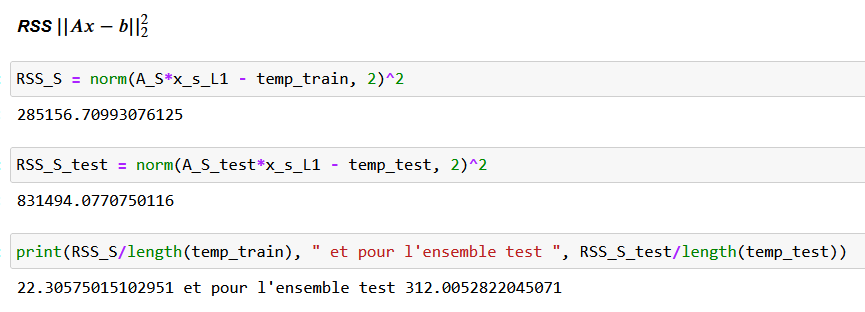 RSS ||Ax − b||₂²
RSS_S = norm(A_S*x_s_L1 - temp_train, 2)^2
285156.70993076125
RSS_S_test = norm(A_S_test*x_s_L1 - temp_test, 2)^2
831494.0770750116
print(RSS_S/length(temp_train), " et pour l'ensemble test ", RSS_S_test/length(temp_test))
22.30575015102951 et pour l'ensemble test 312.0052822045071